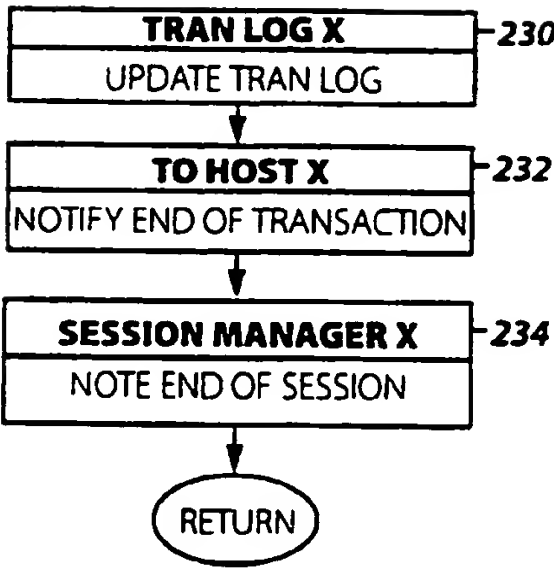 TRAN LOG X 230
UPDATE TRAN LOG
TO HOST X 232
NOTIFY END OF TRANSACTION
SESSION MANAGER X 234
NOTE END OF SESSION
RETURN